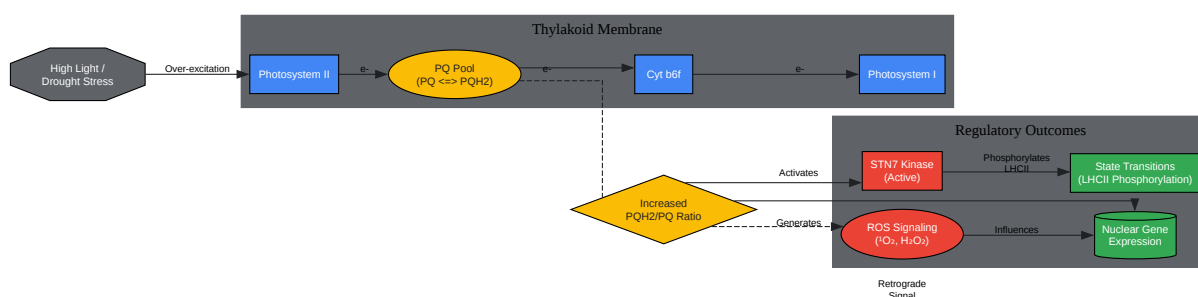 Thylakoid Membrane
High Light /
Drought Stress
Over-excitation
Photosystem II
e-
PQ Pool
(PQ <=> PQH2)
e-
Cyt b6f
e-
Photosystem I
Regulatory Outcomes
STN7 Kinase
(Active)
Phosphorylates
LHCII
State Transitions
(LHCII Phosphorylation)
Activates
Increased
PQH2/PQ Ratio
Generates
ROS Signaling
(¹O₂, H₂O₂)
Influences
Nuclear Gene
Expression
Retrograde
Signal